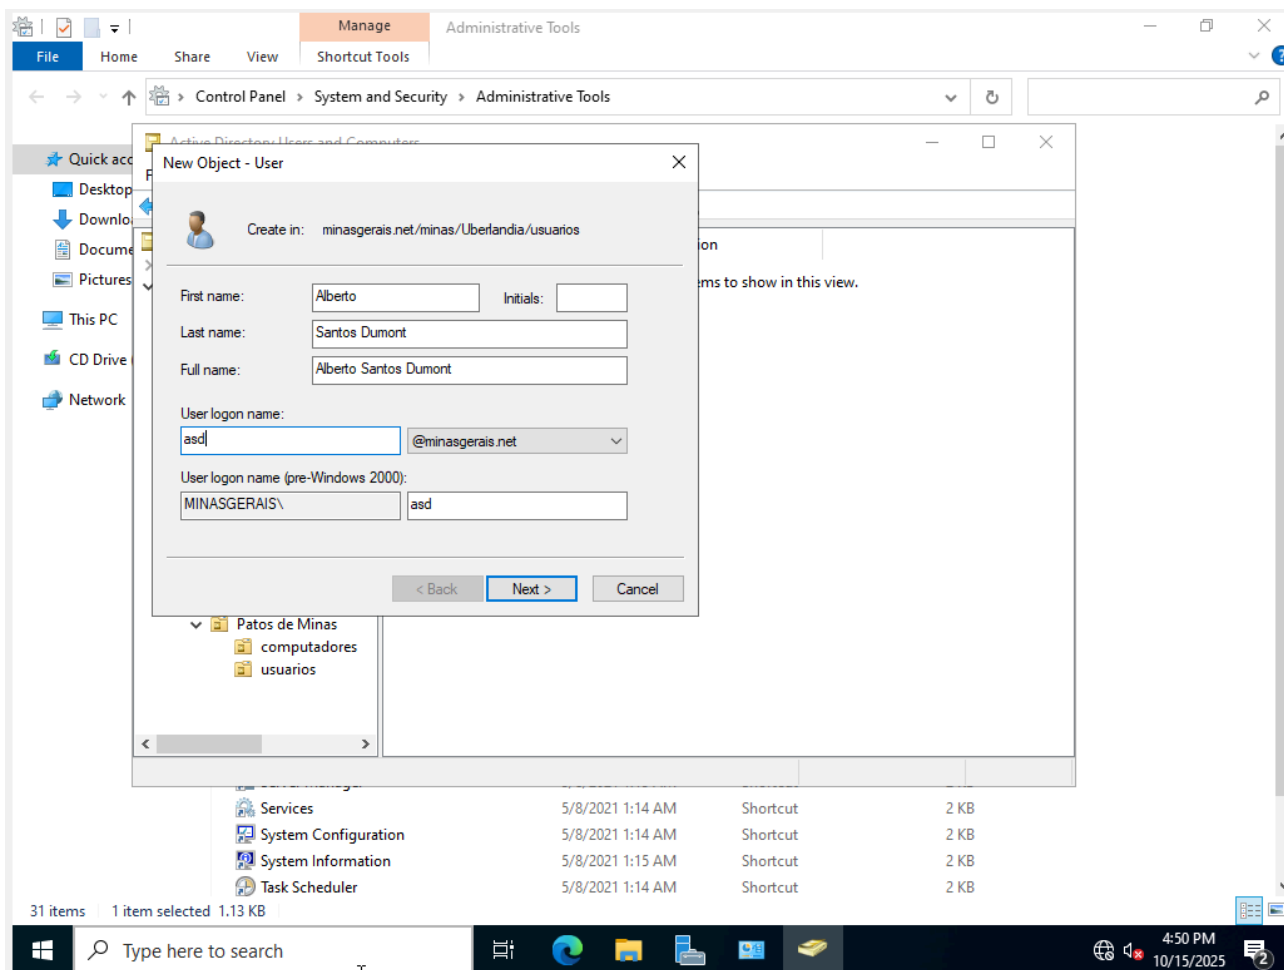 Manage Administrative Tools
File Home Share View Shortcut Tools
Control Panel System and Security Administrative Tools
Active Directory Users and Computers
Quick acc
New Object - User
Desktop
Downlo
Create in: minasgerais.net/minas/Uberlandia/usuarios
Docume
ion
Pictures
ems to show in this view.
First name: Alberto Initials:
This PC
Last name: Santos Dumont
CD Drive (
Full name: Alberto Santos Dumont
Network
User logon name:
asd @minasgerais.net
User logon name (pre-Windows 2000):
MINASGERAIS\ asd
< Back Next > Cancel
Patos de Minas
computadores
usuarios
Services 5/8/2021 1:14 AM Shortcut 2 KB
System Configuration 5/8/2021 1:14 AM Shortcut 2 KB
System Information 5/8/2021 1:15 AM Shortcut 2 KB
Task Scheduler 5/8/2021 1:14 AM Shortcut 2 KB
31 items 1 item selected 1.13 KB
Type here to search
4:50 PM
10/15/2025
2